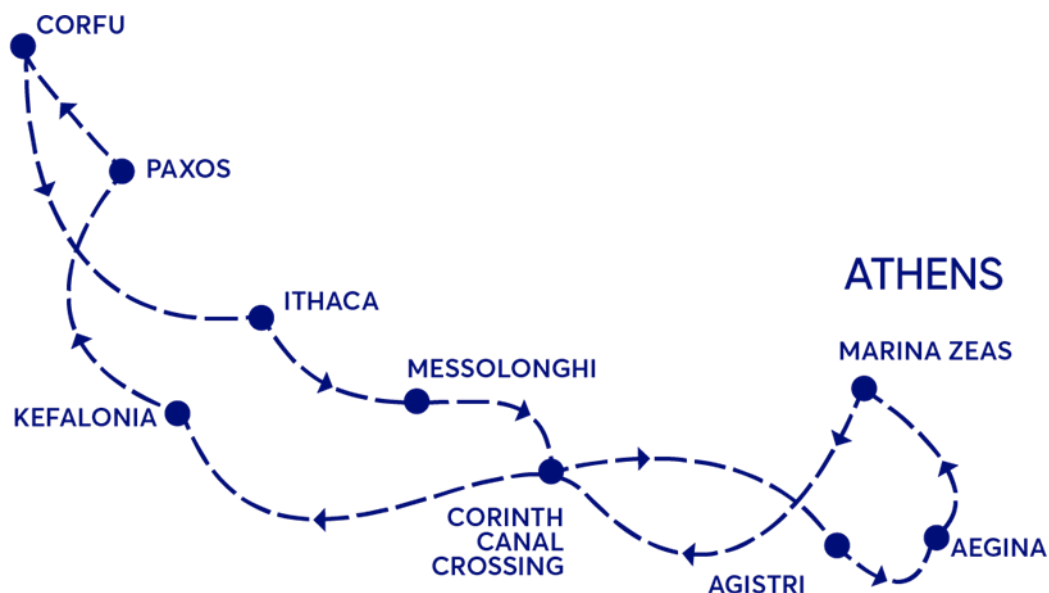 CORFU
PAXOS
ATHENS
ITHACA
MARINA ZEAS
MESSOLONGHI
KEFALONIA
CORINTH
CANAL
CROSSING
AEGINA
AGISTRI